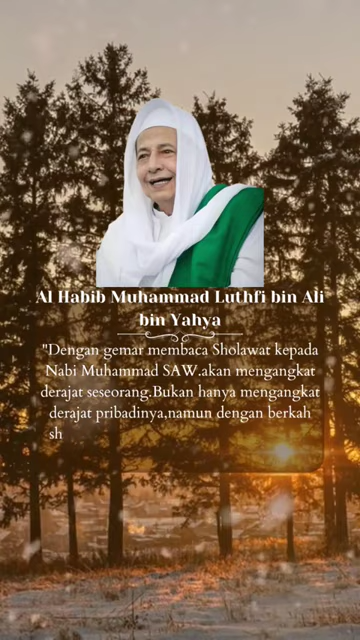 Al Habib Muhammad Luthfi bin Ali
bin Yahya
"Dengan gemar membaca Sholawat kepada
Nabi Muhammad SAW.akan mengangkat
derajat seseorang.Bukan hanya mengangkat
derajat pribadinya,namun dengan berkah
sh